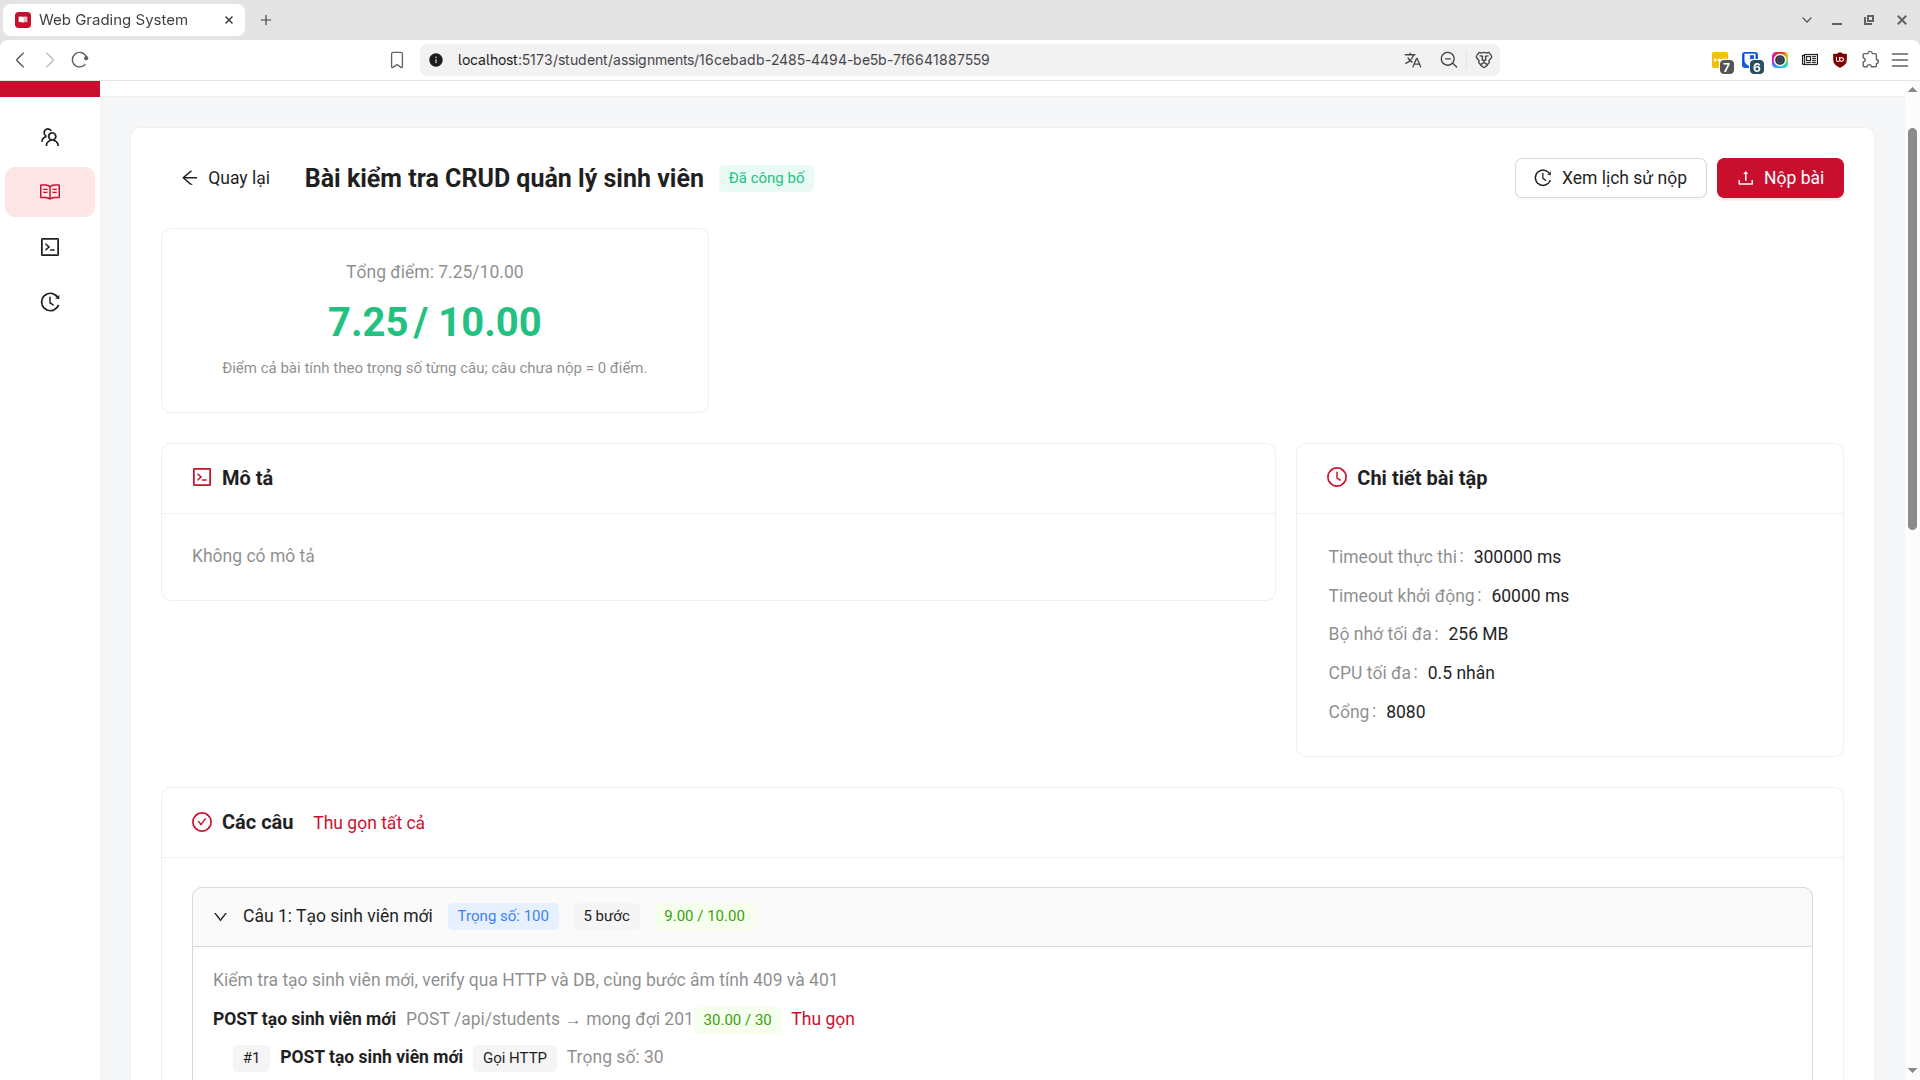 Web Grading System
localhost:5173/student/assignments/16cebadb-2485-4494-be5b-7f6641887559
7
6
Quay lại
Bài kiểm tra CRUD quản lý sinh viên
Đã công bố
Xem lịch sử nộp
Nộp bài
Tổng điểm: 7.25/10.00
7.25 / 10.00
Điểm cả bài tính theo trọng số từng câu; câu chưa nộp = 0 điểm.
Mô tả
Không có mô tả
Chi tiết bài tập
Timeout thực thi: 300000 ms
Timeout khởi động: 60000 ms
Bộ nhớ tối đa: 256 MB
CPU tối đa: 0.5 nhân
Cổng: 8080
Các câu Thu gọn tất cả
Câu 1: Tạo sinh viên mới Trọng số: 100 5 bước 9.00 / 10.00
Kiểm tra tạo sinh viên mới, verify qua HTTP và DB, cùng bước âm tính 409 và 401
POST tạo sinh viên mới POST /api/students → mong đợi 201 30.00 / 30 Thu gọn
#1 POST tạo sinh viên mới Gọi HTTP Trọng số: 30